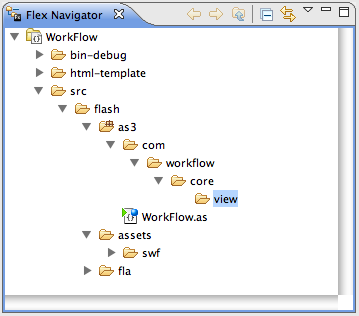 Flex Navigator
WorkFlow
bin-debug
html-template
src
flash
as3
com
workflow
core
view
WorkFlow.as
assets
swf
fla